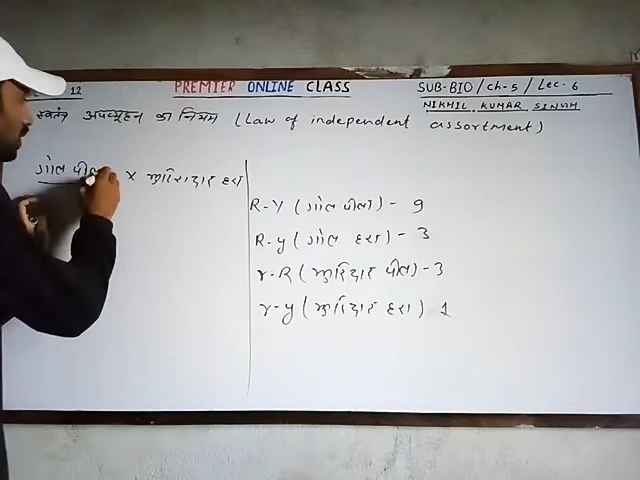 12 PREMIER ONLINE CLASS SUB-BIO/Ch-5/Lec-6
NIKHIL KUMAR SINGH
स्वतंत्र अपव्यूहन का नियम (Law of independent assortment)
गोल पीला x झुर्रीदार हरा
R-Y (गोल पीला) - 9
R-y (गोल हरा) - 3
r-R (झुर्रीदार पीला) - 3
r-y (झुर्रीदार हरा) 1